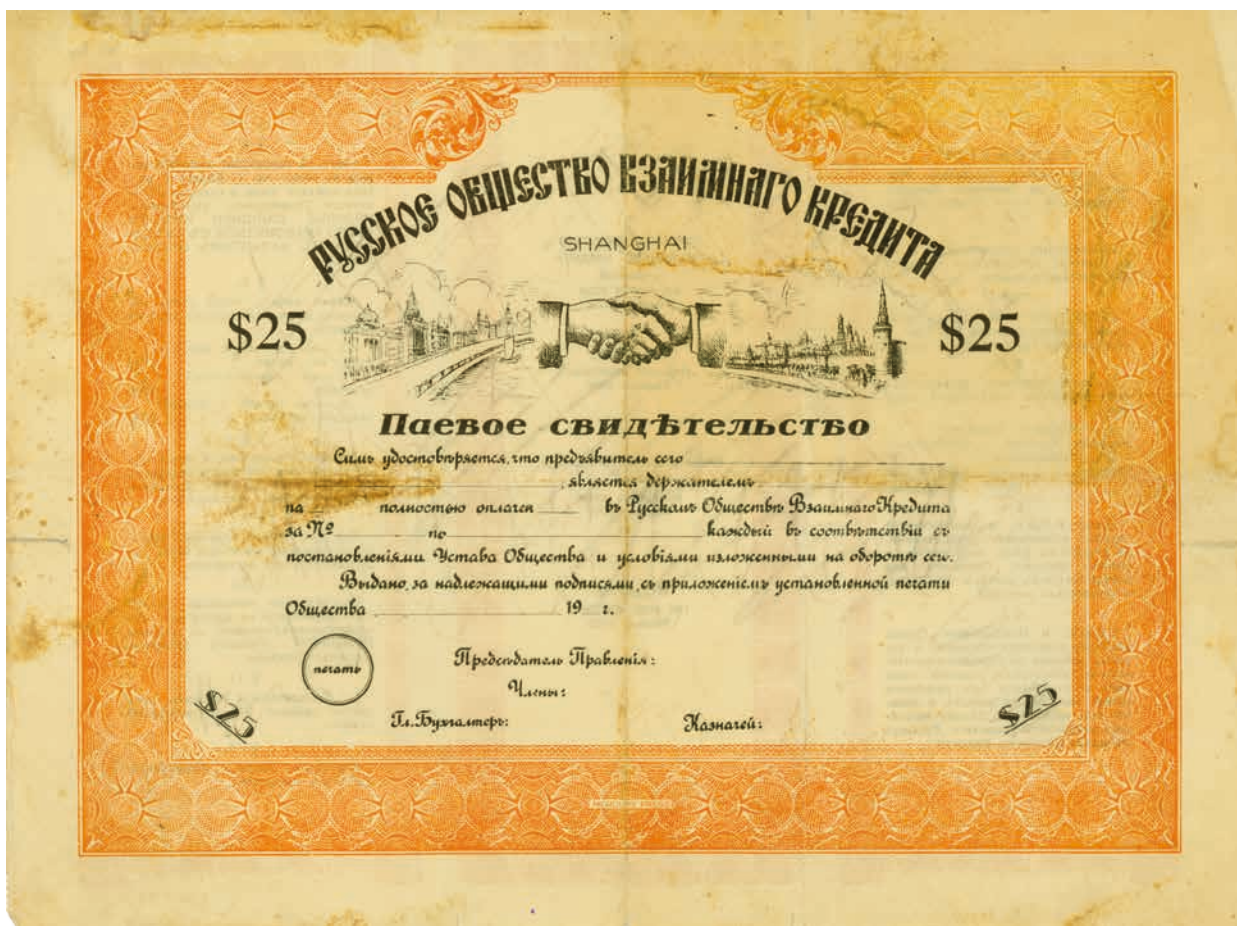 РУССКОЕ ОБЩЕСТВО ВЗАИМНАГО КРЕДИТА
SHANGHAI
$25 $25
Паевое свидѣтельство
Симъ удостовѣряется, что предъявитель сего
является держателемъ
на полностью оплачен въ Русскомъ Обществѣ Взаимнаго Кредита
за № по каждый въ соотвѣтствіи съ
постановленіями Устава Общества и условіями изложенными на оборотѣ сего.
Выдано, за надлежащими подписями, съ приложеніемъ установленной печати
Общества 19 г.
печать
Предсѣдатель Правленія:
Члены:
Гл. Бухгалтеръ: Казначей:
$25 $25
MERCURY PRESS